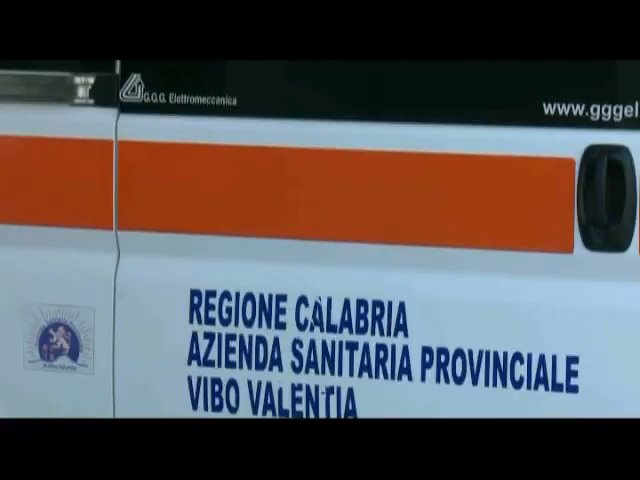 G.G.G. Elettromeccanica
www.gggel
REGIONE CALABRIA
AZIENDA SANITARIA PROVINCIALE
VIBO VALENTIA